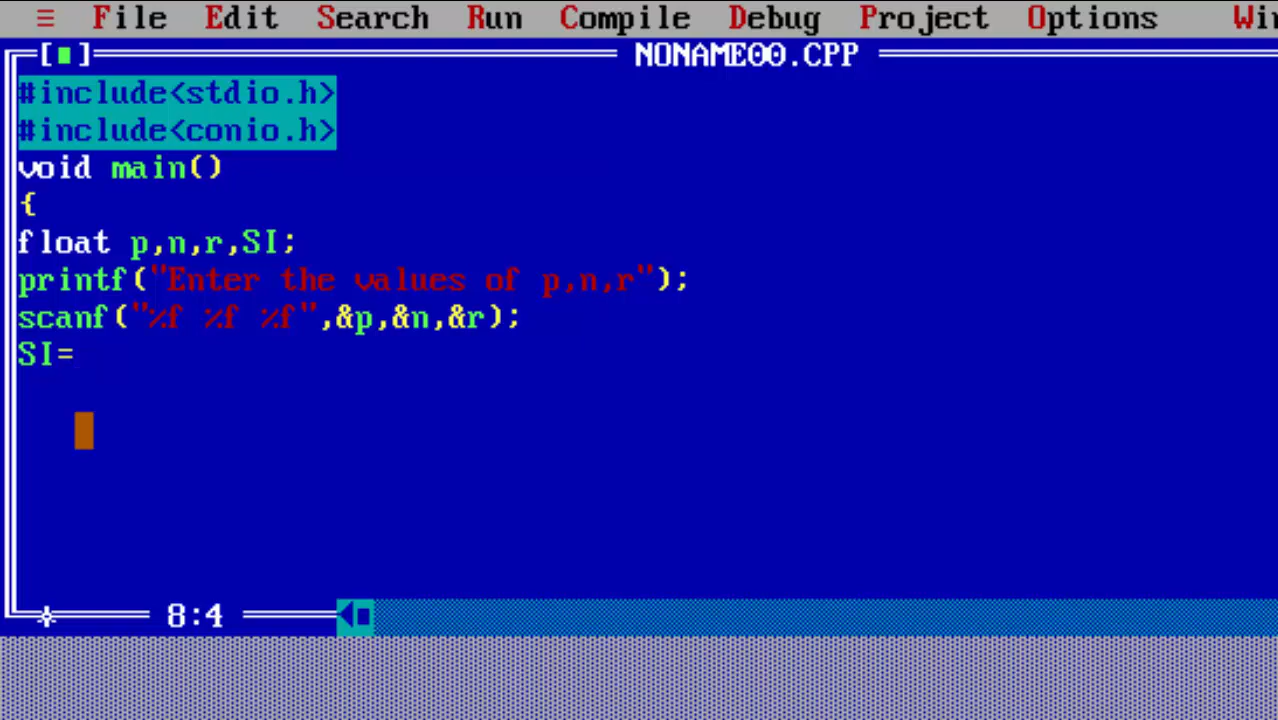 ≡ File Edit Search Run Compile Debug Project Options Win
[■] NONAME00.CPP
#include<stdio.h>
#include<conio.h>
void main()
{
float p,n,r,SI;
printf("Enter the values of p,n,r");
scanf("%f %f %f",&p,&n,&r);
SI=
8:4